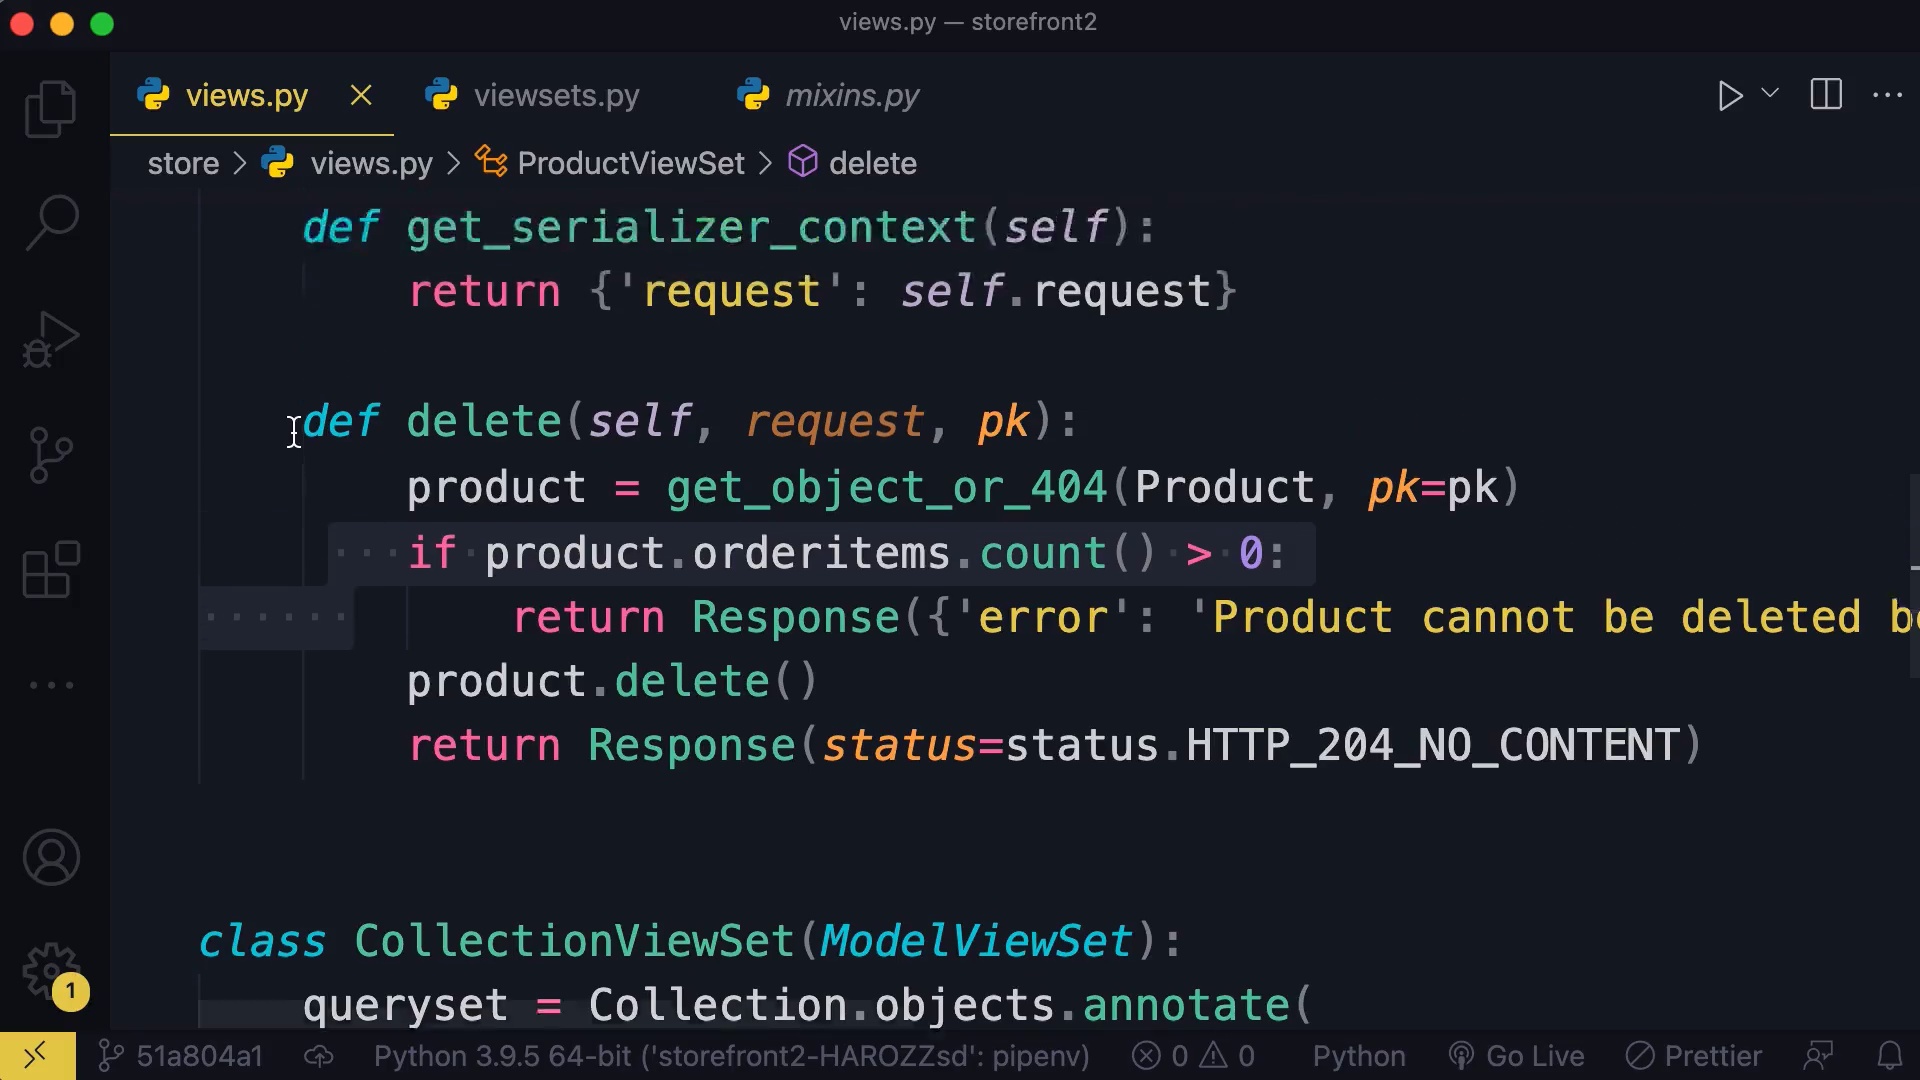 views.py — storefront2
views.py viewsets.py mixins.py
store > views.py > ProductViewSet > delete
def get_serializer_context(self):
return {'request': self.request}
def delete(self, request, pk):
product = get_object_or_404(Product, pk=pk)
if product.orderitems.count() > 0:
return Response({'error': 'Product cannot be deleted
product.delete()
return Response(status=status.HTTP_204_NO_CONTENT)
class CollectionViewSet(ModelViewSet):
queryset = Collection.objects.annotate(
1
51a804a1 Python 3.9.5 64-bit ('storefront2-HAROZZsd': pipenv) 0 0 Python Go Live Prettier